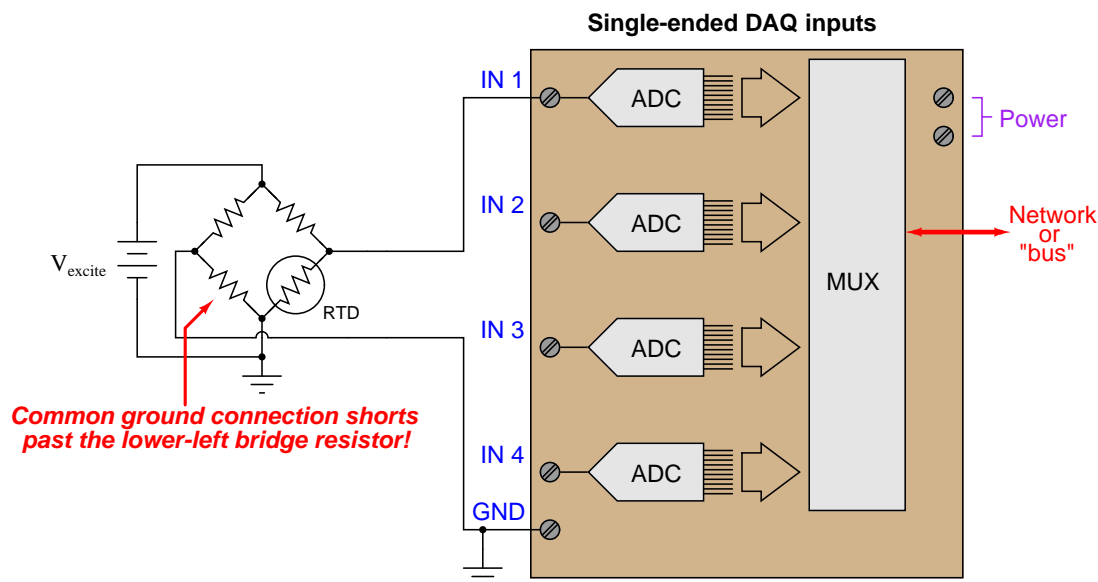 Single-ended DAQ inputs
IN 1
ADC
Power
IN 2
ADC
Network
or
"bus"
V excite
RTD
MUX
IN 3
ADC
Common ground connection shorts
past the lower-left bridge resistor!
IN 4
ADC
GND